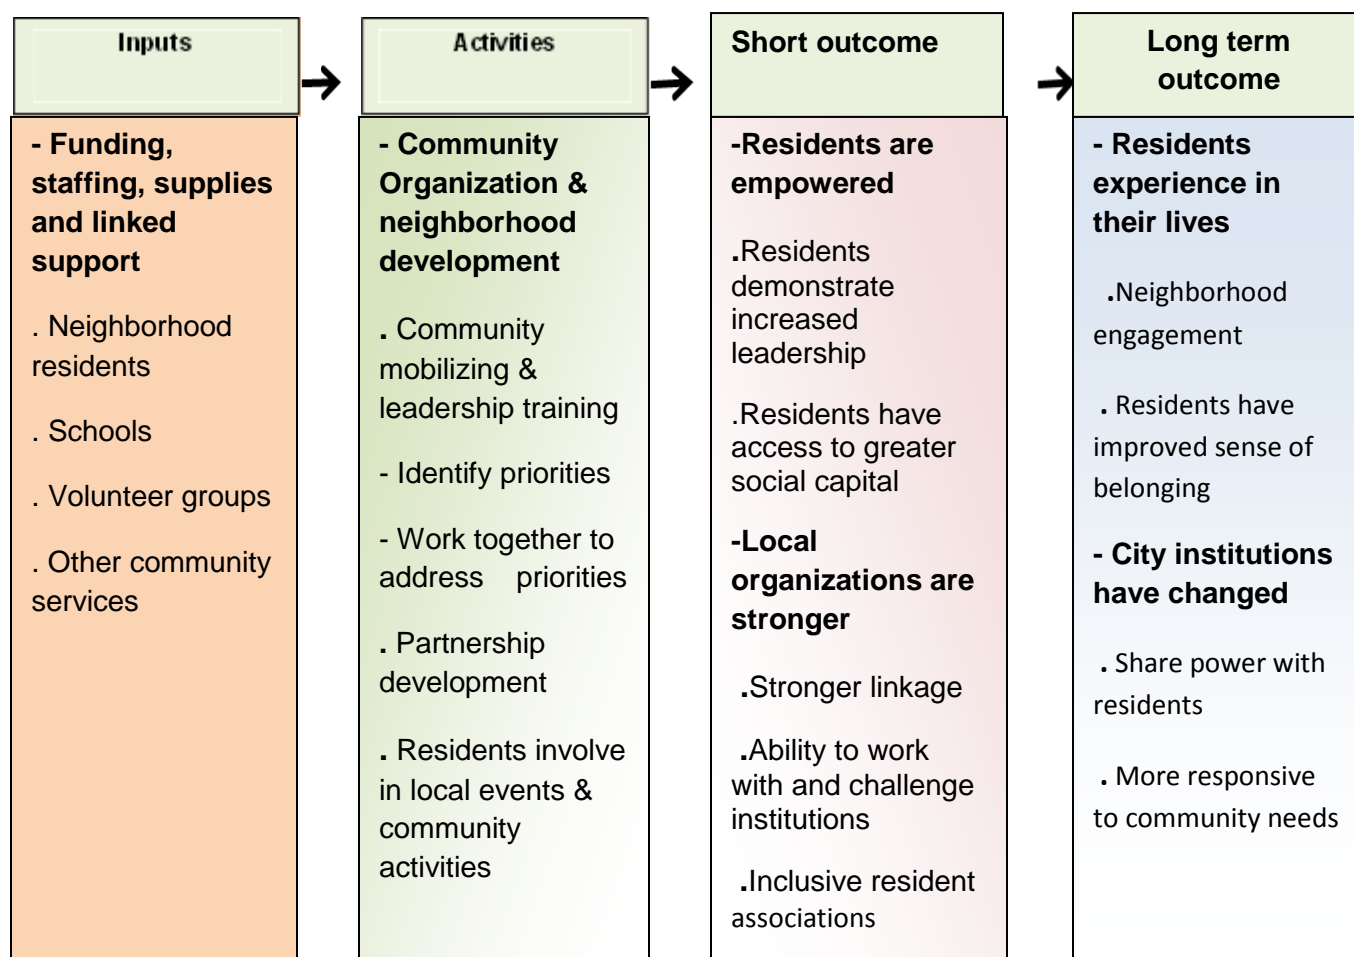 Inputs
- Funding,
staffing, supplies
and linked
support
. Neighborhood
residents
. Schools
. Volunteer groups
. Other community
services
Activities
- Community
Organization &
neighborhood
development
. Community
mobilizing &
leadership training
- Identify priorities
- Work together to
address priorities
. Partnership
development
. Residents involve
in local events &
community
activities
Short outcome
-Residents are
empowered
.Residents
demonstrate
increased
leadership
.Residents have
access to greater
social capital
-Local
organizations are
stronger
.Stronger linkage
.Ability to work
with and challenge
institutions
.Inclusive resident
associations
Long term
outcome
- Residents
experience in
their lives
.Neighborhood
engagement
. Residents have
improved sense of
belonging
- City institutions
have changed
. Share power with
residents
. More responsive
to community needs